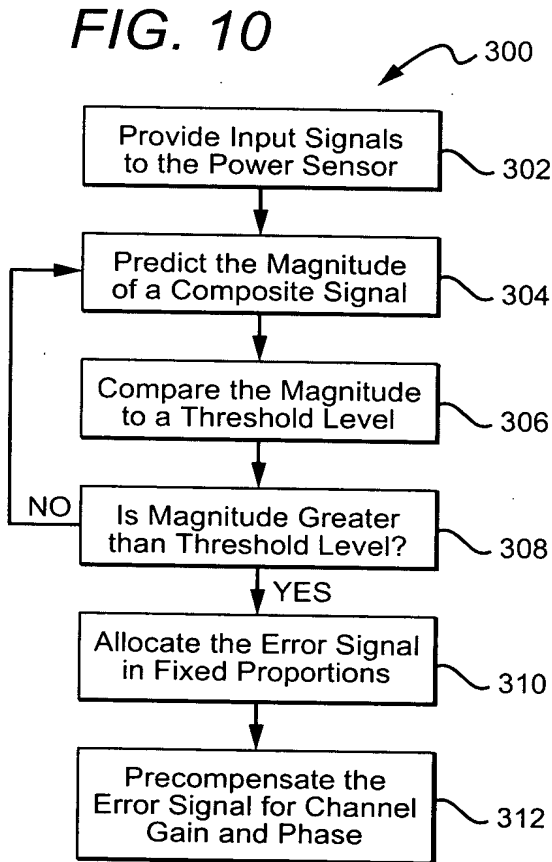 FIG. 10
300
Provide Input Signals
to the Power Sensor
302
Predict the Magnitude
of a Composite Signal
304
Compare the Magnitude
to a Threshold Level
306
NO
Is Magnitude Greater
than Threshold Level?
308
YES
Allocate the Error Signal
in Fixed Proportions
310
Precompensate the
Error Signal for Channel
Gain and Phase
312